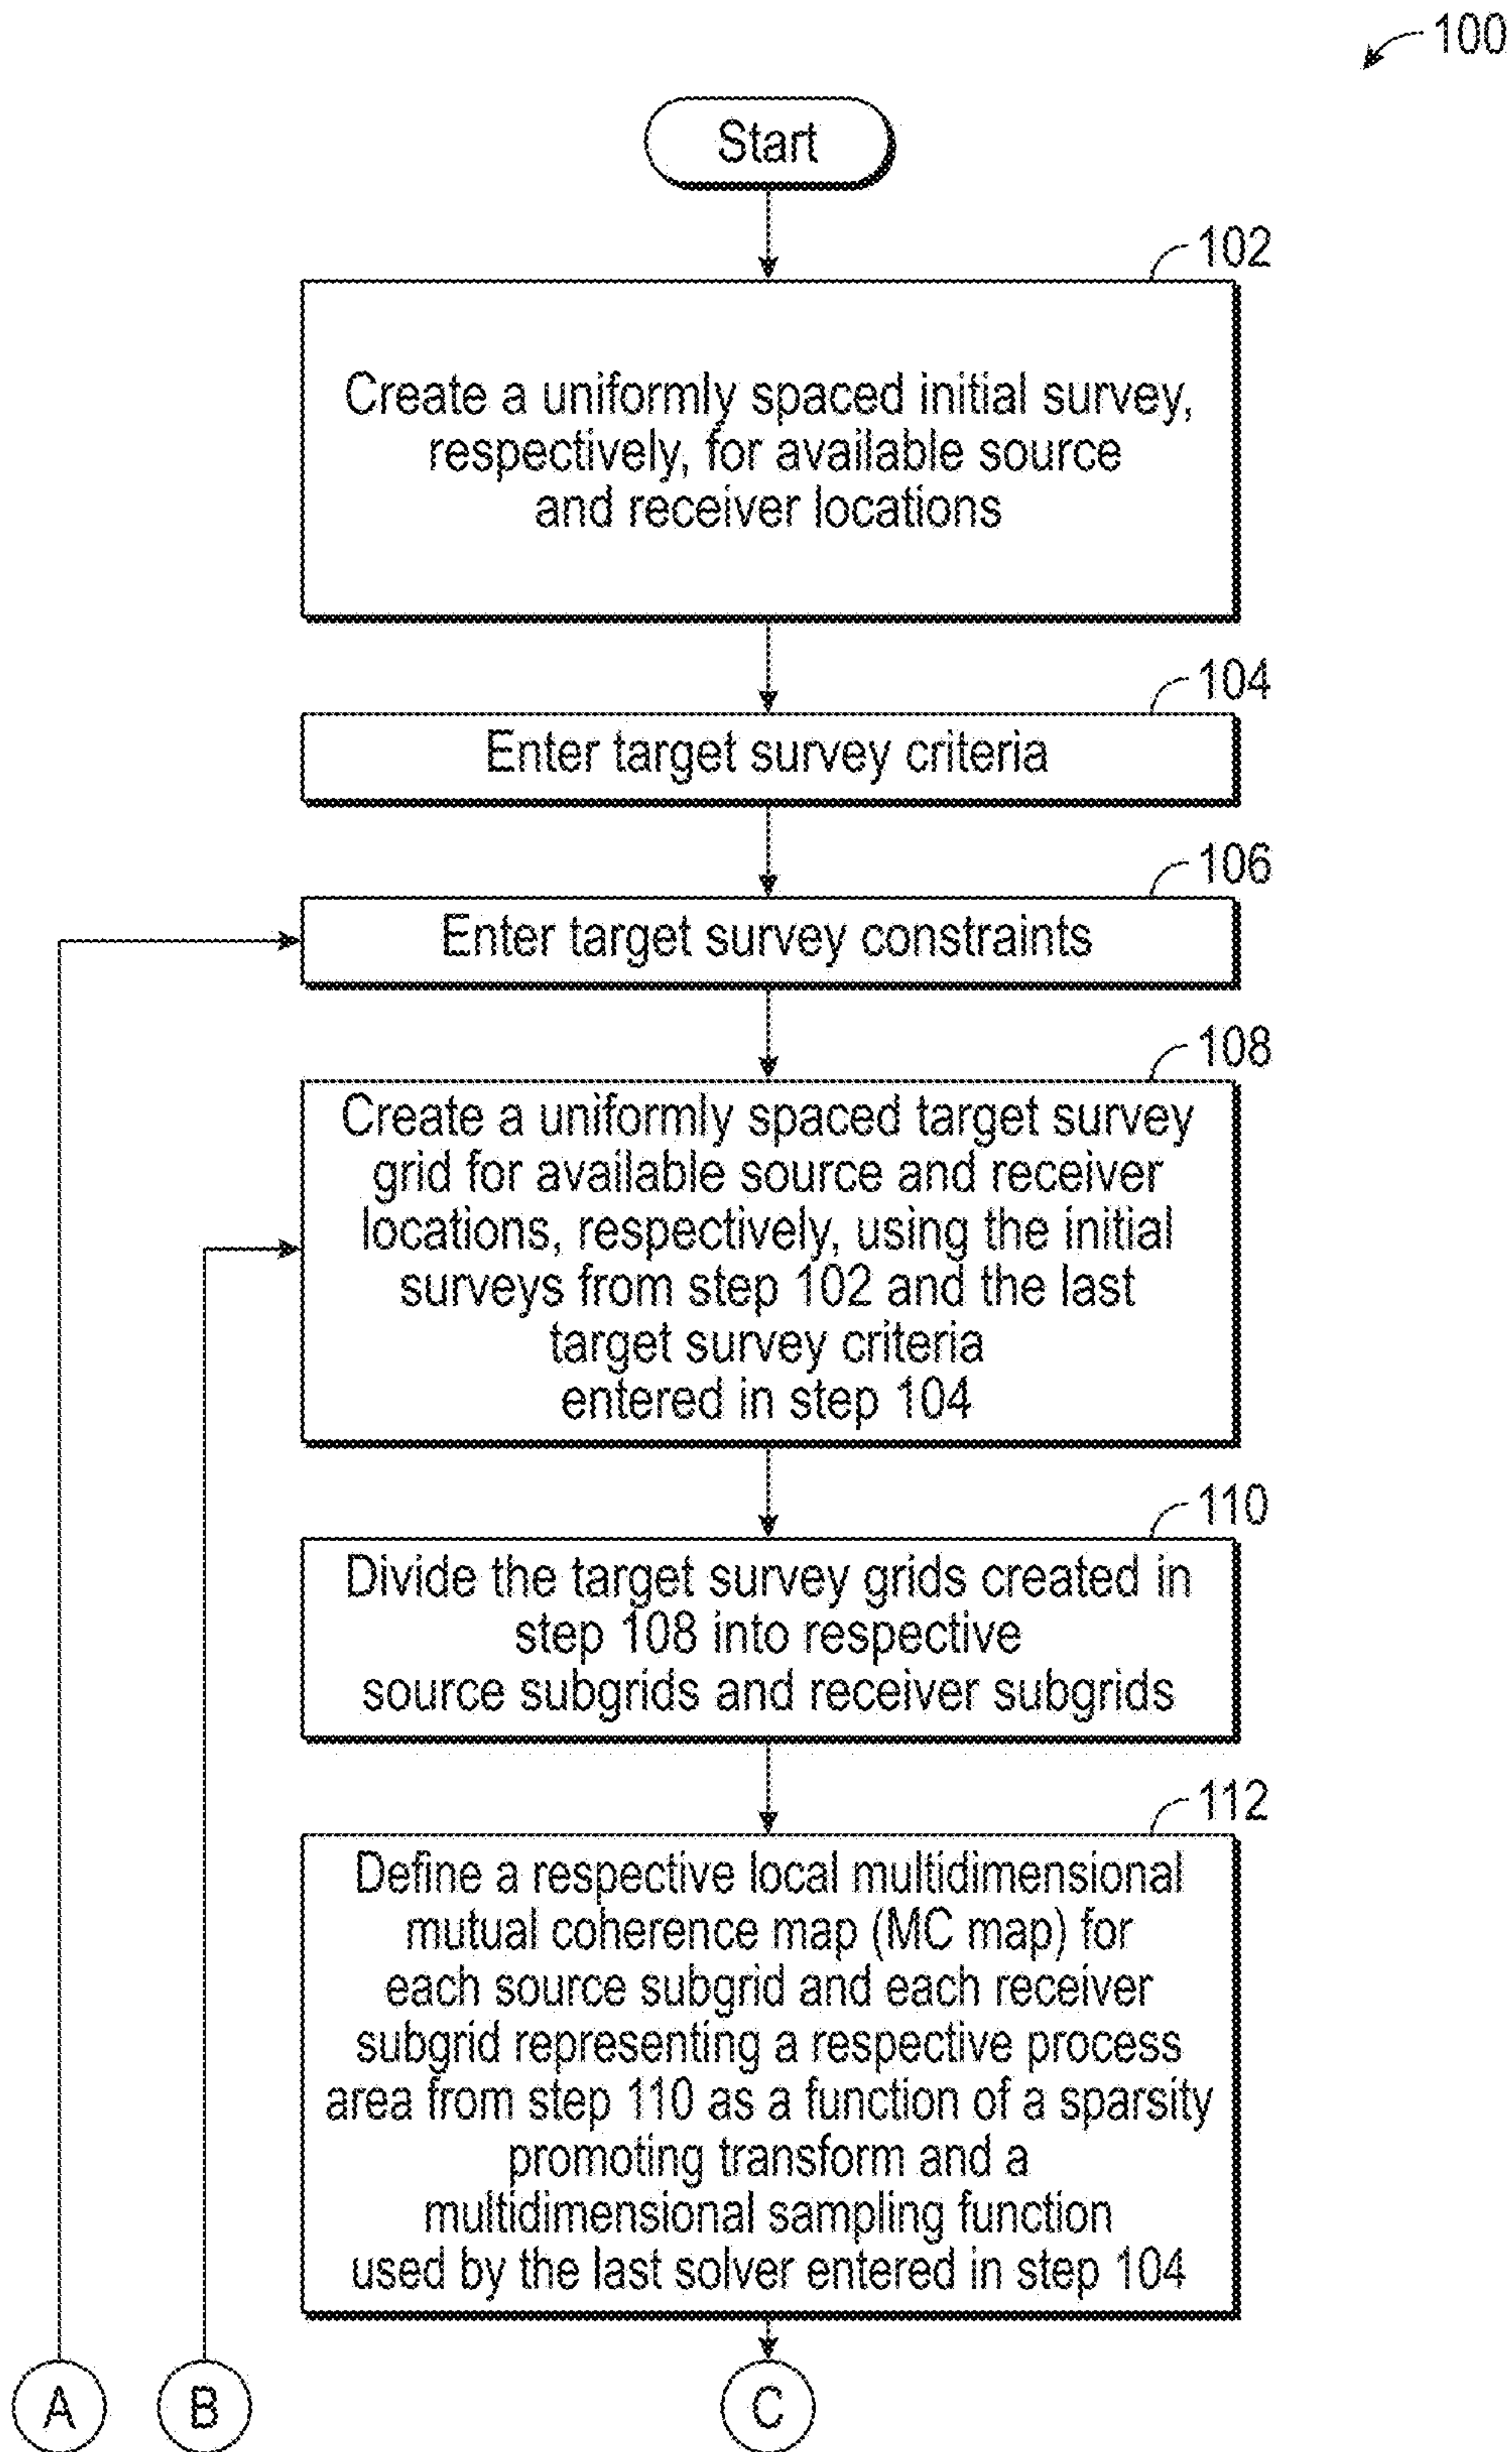 100
Start
102
Create a uniformly spaced initial survey,
respectively, for available source
and receiver locations
104
Enter target survey criteria
106
Enter target survey constraints
108
Create a uniformly spaced target survey
grid for available source and receiver
locations, respectively, using the initial
surveys from step 102 and the last
target survey criteria
entered in step 104
110
Divide the target survey grids created in
step 108 into respective
source subgrids and receiver subgrids
112
Define a respective local multidimensional
mutual coherence map (MC map) for
each source subgrid and each receiver
subgrid representing a respective process
area from step 110 as a function of a sparsity
promoting transform and a
multidimensional sampling function
used by the last solver entered in step 104
A
B
C